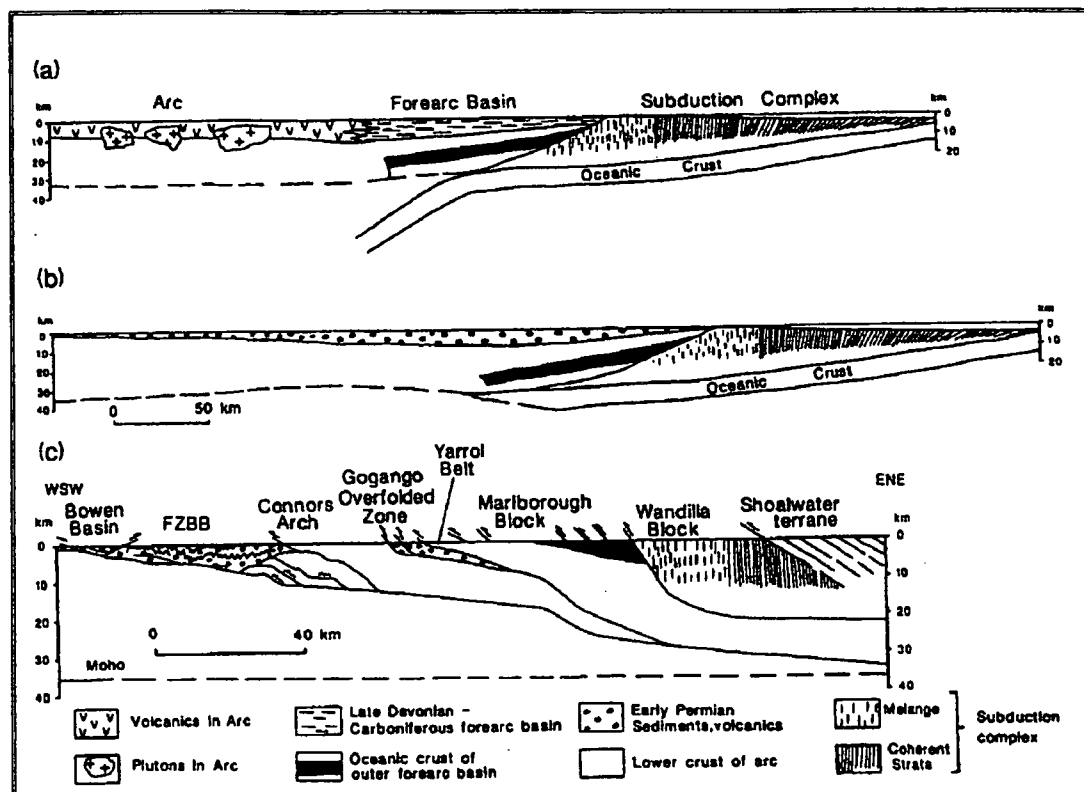 (a)
Arc Forearc Basin Subduction Complex
km
0
10
20
30
40
km
0
10
20
Oceanic Crust
(b)
km
0
10
20
30
40
km
0
10
20
Oceanic Crust
0 50 km
(c)
Yarrol
Belt
WSW
Bowen
Basin
FZBB
Connors
Arch
Gogango
Overfolded
Zone
Marlborough
Block
Wandilla
Block
Shoalwater
terrane
ENE
km
0
10
20
30
40
km
0
10
20
30
40
0 40 km
Moho
Volcanics in Arc
Late Devonian -
Carboniferous forearc basin
Early Permian
Sediments, volcanics
Melange
Subduction
complex
Plutons in Arc
Oceanic crust of
outer forearc basin
Lower crust of arc
Coherent
Strata